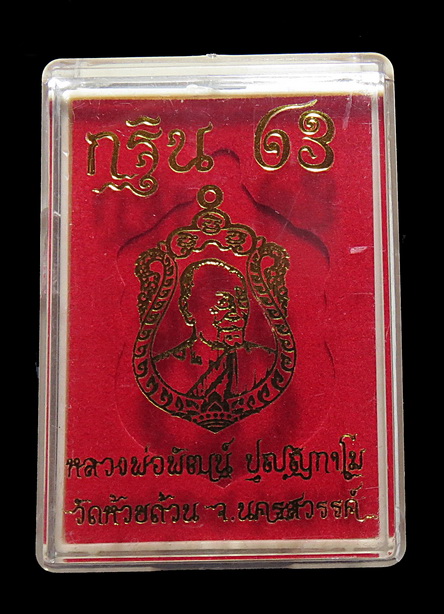 กฐิน ๖๓
หลวงพ่อพัฒน์ ปุญญกาโม
วัดห้วยด้วน จ.นครสวรรค์